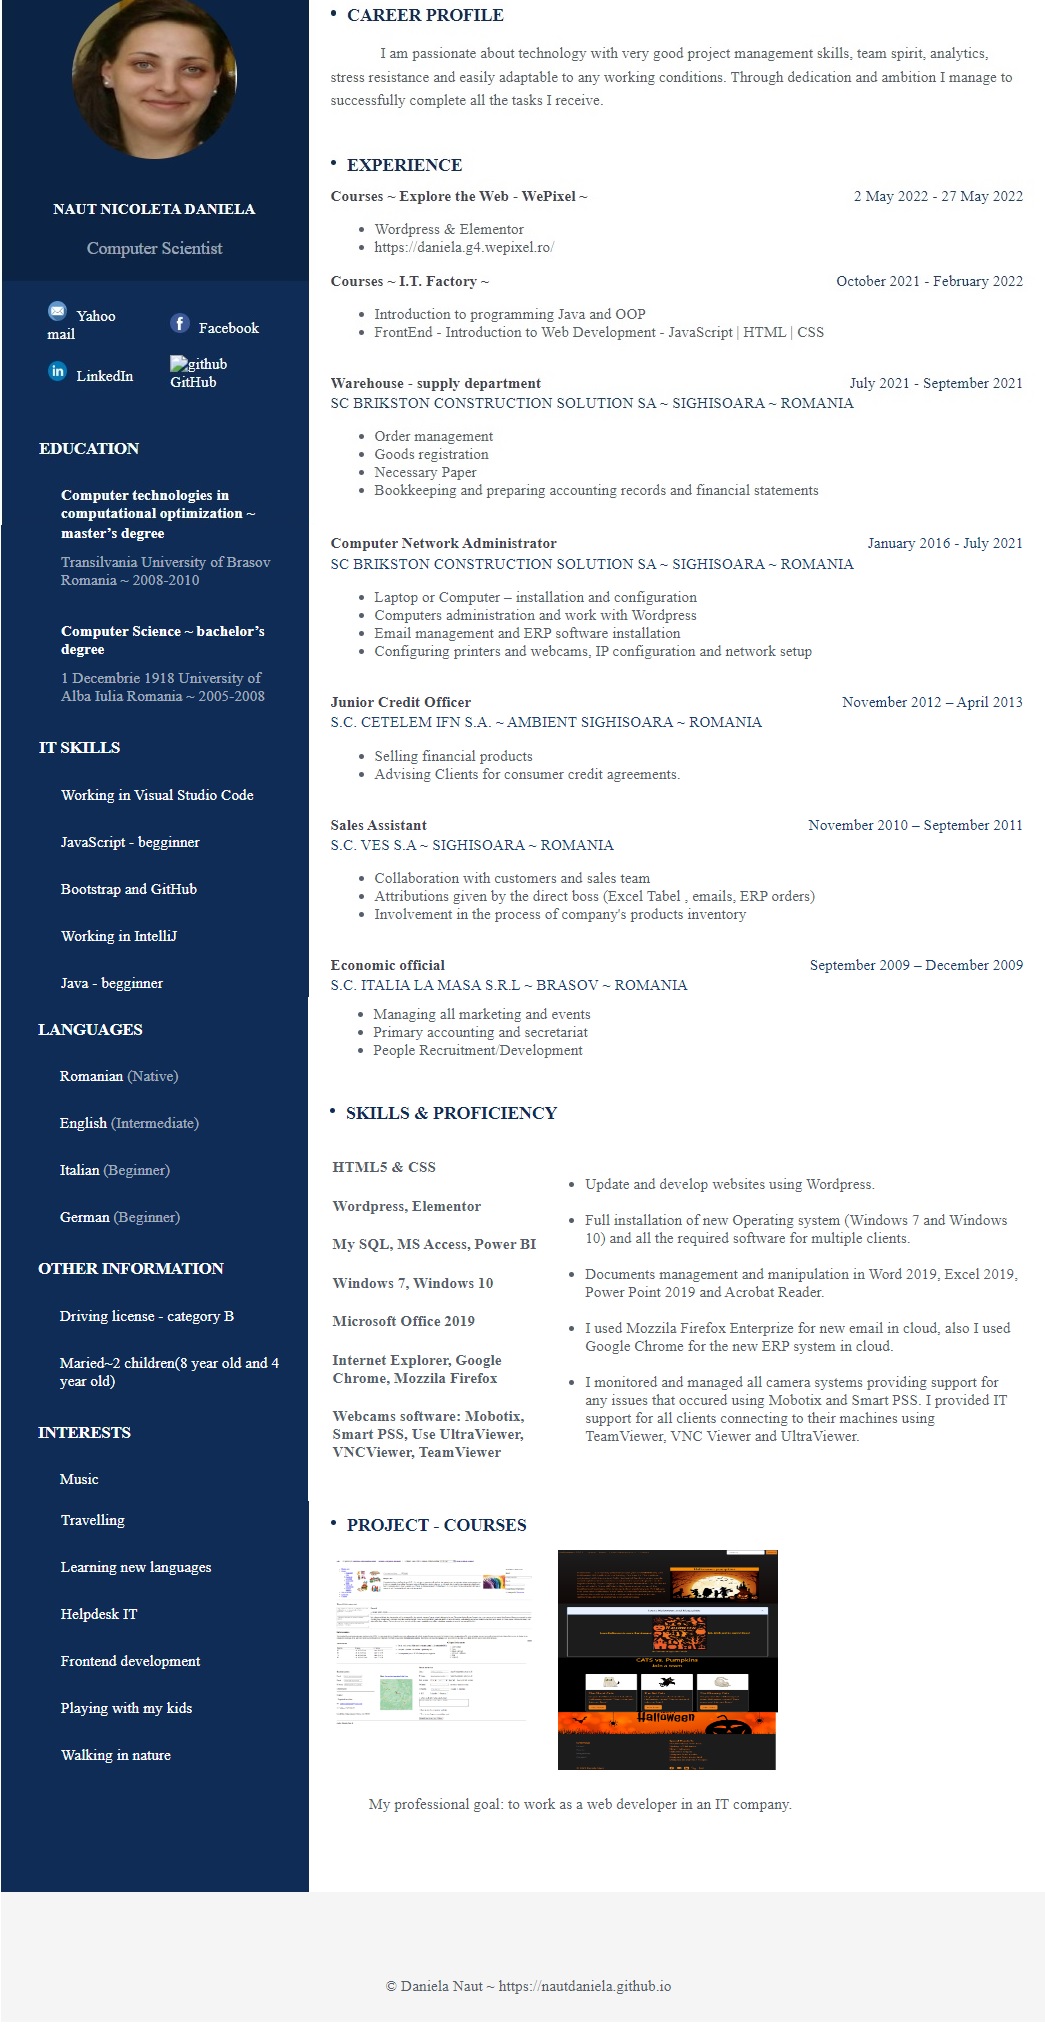 NAUT NICOLETA DANIELA
Computer Scientist
Yahoo
mail
Facebook
LinkedIn
github
GitHub
EDUCATION
Computer technologies in
computational optimization ~
master’s degree
Transilvania University of Brasov
Romania ~ 2008-2010
Computer Science ~ bachelor’s
degree
1 Decembrie 1918 University of
Alba Iulia Romania ~ 2005-2008
IT SKILLS
Working in Visual Studio Code
JavaScript - begginner
Bootstrap and GitHub
Working in IntelliJ
Java - begginner
LANGUAGES
Romanian (Native)
English (Intermediate)
Italian (Beginner)
German (Beginner)
OTHER INFORMATION
Driving license - category B
Maried~2 children(8 year old and 4
year old)
INTERESTS
Music
Travelling
Learning new languages
Helpdesk IT
Frontend development
Playing with my kids
Walking in nature
• CAREER PROFILE
I am passionate about technology with very good project management skills, team spirit, analytics,
stress resistance and easily adaptable to any working conditions. Through dedication and ambition I manage to
successfully complete all the tasks I receive.
• EXPERIENCE
Courses ~ Explore the Web - WePixel ~ 2 May 2022 - 27 May 2022
• Wordpress & Elementor
• https://daniela.g4.wepixel.ro/
Courses ~ I.T. Factory ~ October 2021 - February 2022
• Introduction to programming Java and OOP
• FrontEnd - Introduction to Web Development - JavaScript | HTML | CSS
Warehouse - supply department July 2021 - September 2021
SC BRIKSTON CONSTRUCTION SOLUTION SA ~ SIGHISOARA ~ ROMANIA
• Order management
• Goods registration
• Necessary Paper
• Bookkeeping and preparing accounting records and financial statements
Computer Network Administrator January 2016 - July 2021
SC BRIKSTON CONSTRUCTION SOLUTION SA ~ SIGHISOARA ~ ROMANIA
• Laptop or Computer – installation and configuration
• Computers administration and work with Wordpress
• Email management and ERP software installation
• Configuring printers and webcams, IP configuration and network setup
Junior Credit Officer November 2012 – April 2013
S.C. CETELEM IFN S.A. ~ AMBIENT SIGHISOARA ~ ROMANIA
• Selling financial products
• Advising Clients for consumer credit agreements.
Sales Assistant November 2010 – September 2011
S.C. VES S.A ~ SIGHISOARA ~ ROMANIA
• Collaboration with customers and sales team
• Attributions given by the direct boss (Excel Tabel , emails, ERP orders)
• Involvement in the process of company's products inventory
Economic official September 2009 – December 2009
S.C. ITALIA LA MASA S.R.L ~ BRASOV ~ ROMANIA
• Managing all marketing and events
• Primary accounting and secretariat
• People Recruitment/Development
• SKILLS & PROFICIENCY
HTML5 & CSS
Wordpress, Elementor
My SQL, MS Access, Power BI
Windows 7, Windows 10
Microsoft Office 2019
Internet Explorer, Google
Chrome, Mozzila Firefox
Webcams software: Mobotix,
Smart PSS, Use UltraViewer,
VNCViewer, TeamViewer
• Update and develop websites using Wordpress.
• Full installation of new Operating system (Windows 7 and Windows
10) and all the required software for multiple clients.
• Documents management and manipulation in Word 2019, Excel 2019,
Power Point 2019 and Acrobat Reader.
• I used Mozzila Firefox Enterprize for new email in cloud, also I used
Google Chrome for the new ERP system in cloud.
• I monitored and managed all camera systems providing support for
any issues that occured using Mobotix and Smart PSS. I provided IT
support for all clients connecting to their machines using
TeamViewer, VNC Viewer and UltraViewer.
• PROJECT - COURSES
CATS vs. Pumpkins
Join a team
Halloween
My professional goal: to work as a web developer in an IT company.
© Daniela Naut ~ https://nautdaniela.github.io